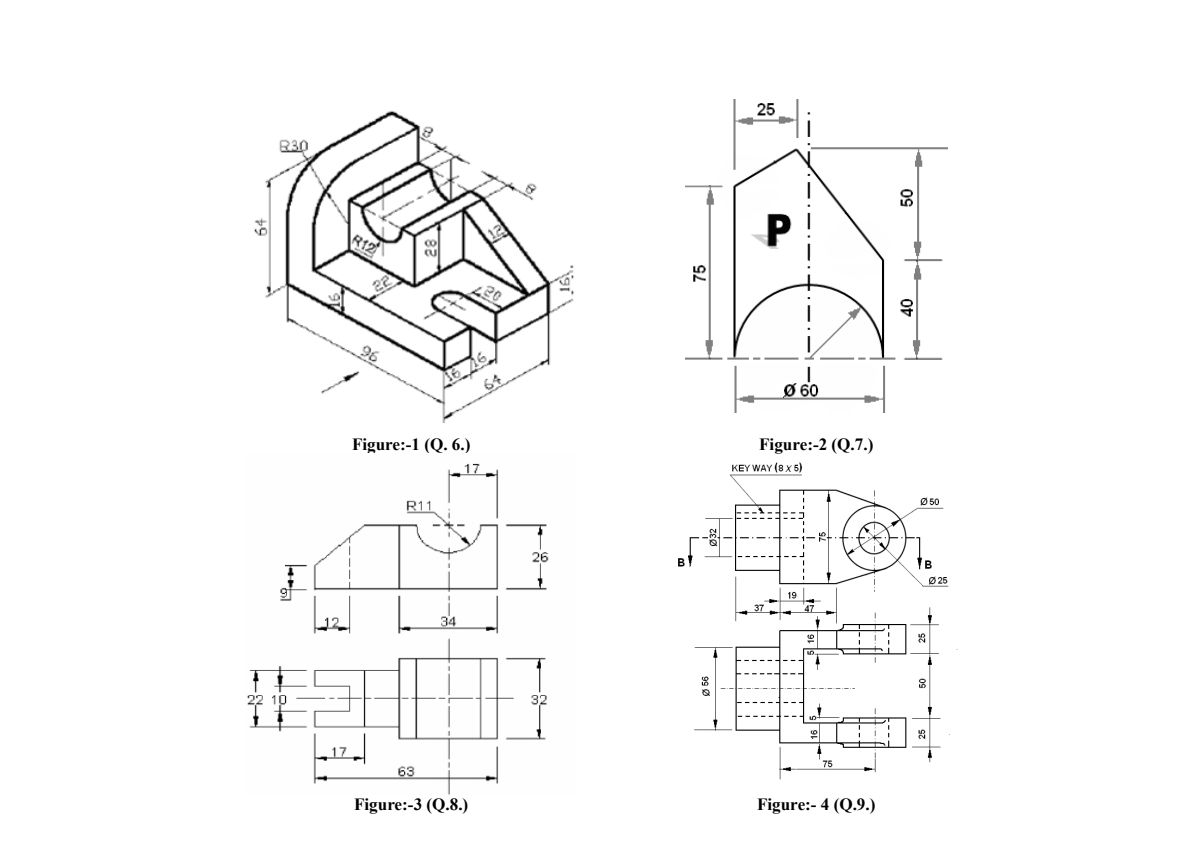 25
8
R30
8
50
64
P
R12
12
28
75
22
20
16
16
40
96
16
16
64
Ø 60
Figure:-1 (Q. 6.)
Figure:-2 (Q.7.)
17
R11
26
9
12
34
22
10
32
17
63
Figure:-3 (Q.8.)
KEY WAY (8 X 5)
Ø 50
Ø32
75
B
B
Ø 25
19
37
47
16
25
5
Ø 56
50
5
16
25
75
Figure:- 4 (Q.9.)